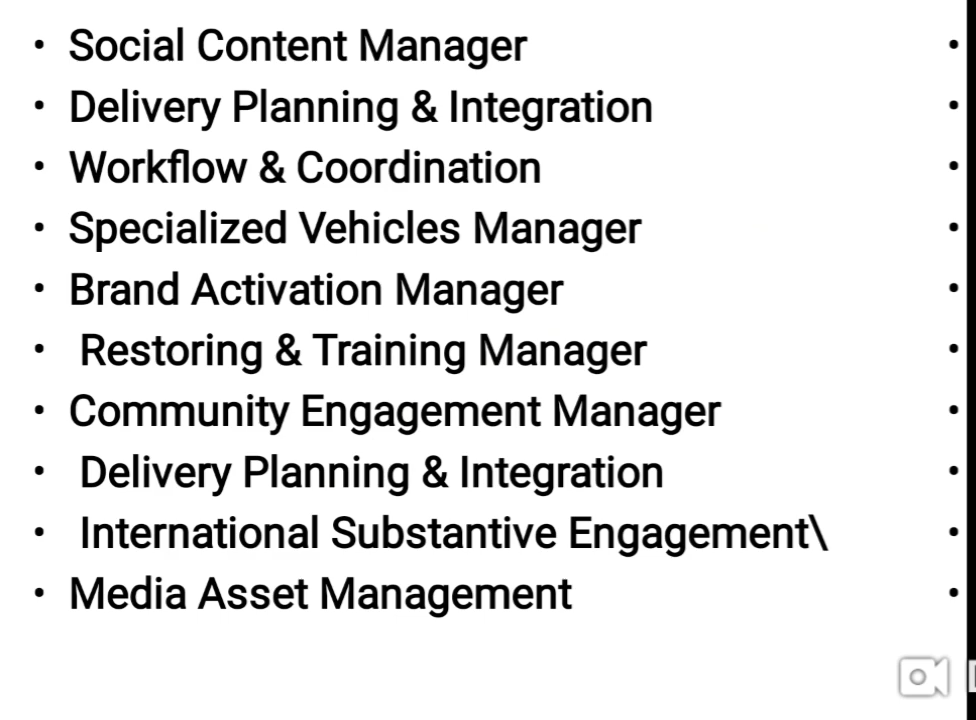 • Social Content Manager
• Delivery Planning & Integration
• Workflow & Coordination
• Specialized Vehicles Manager
• Brand Activation Manager
• Restoring & Training Manager
• Community Engagement Manager
• Delivery Planning & Integration
• International Substantive Engagement\
• Media Asset Management